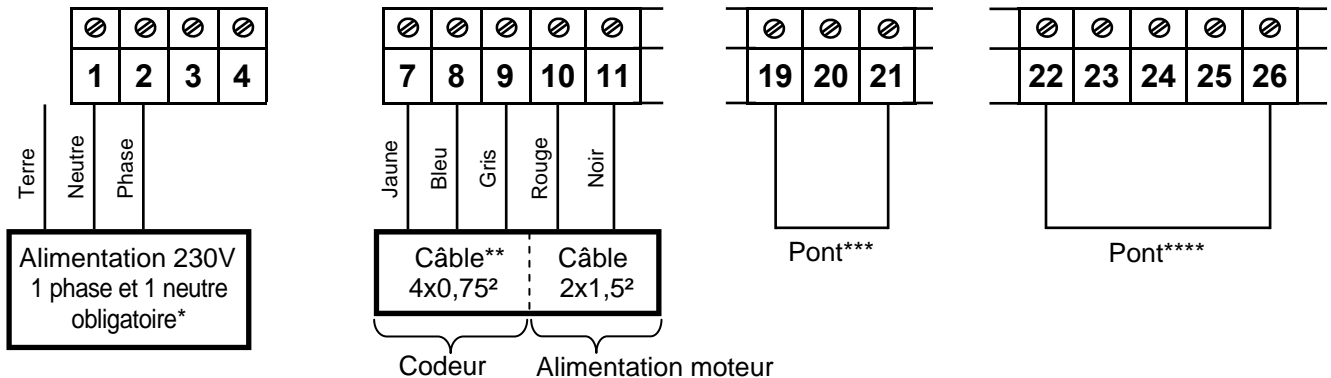 1 2 3 4
7 8 9 10 11
19 20 21
22 23 24 25 26
Terre
Neutre
Phase
Jaune
Bleu
Gris
Rouge
Noir
Alimentation 230V
1 phase et 1 neutre
obligatoire*
Câble**
4x0,75²
Câble
2x1,5²
Pont***
Pont****
Codeur
Alimentation moteur